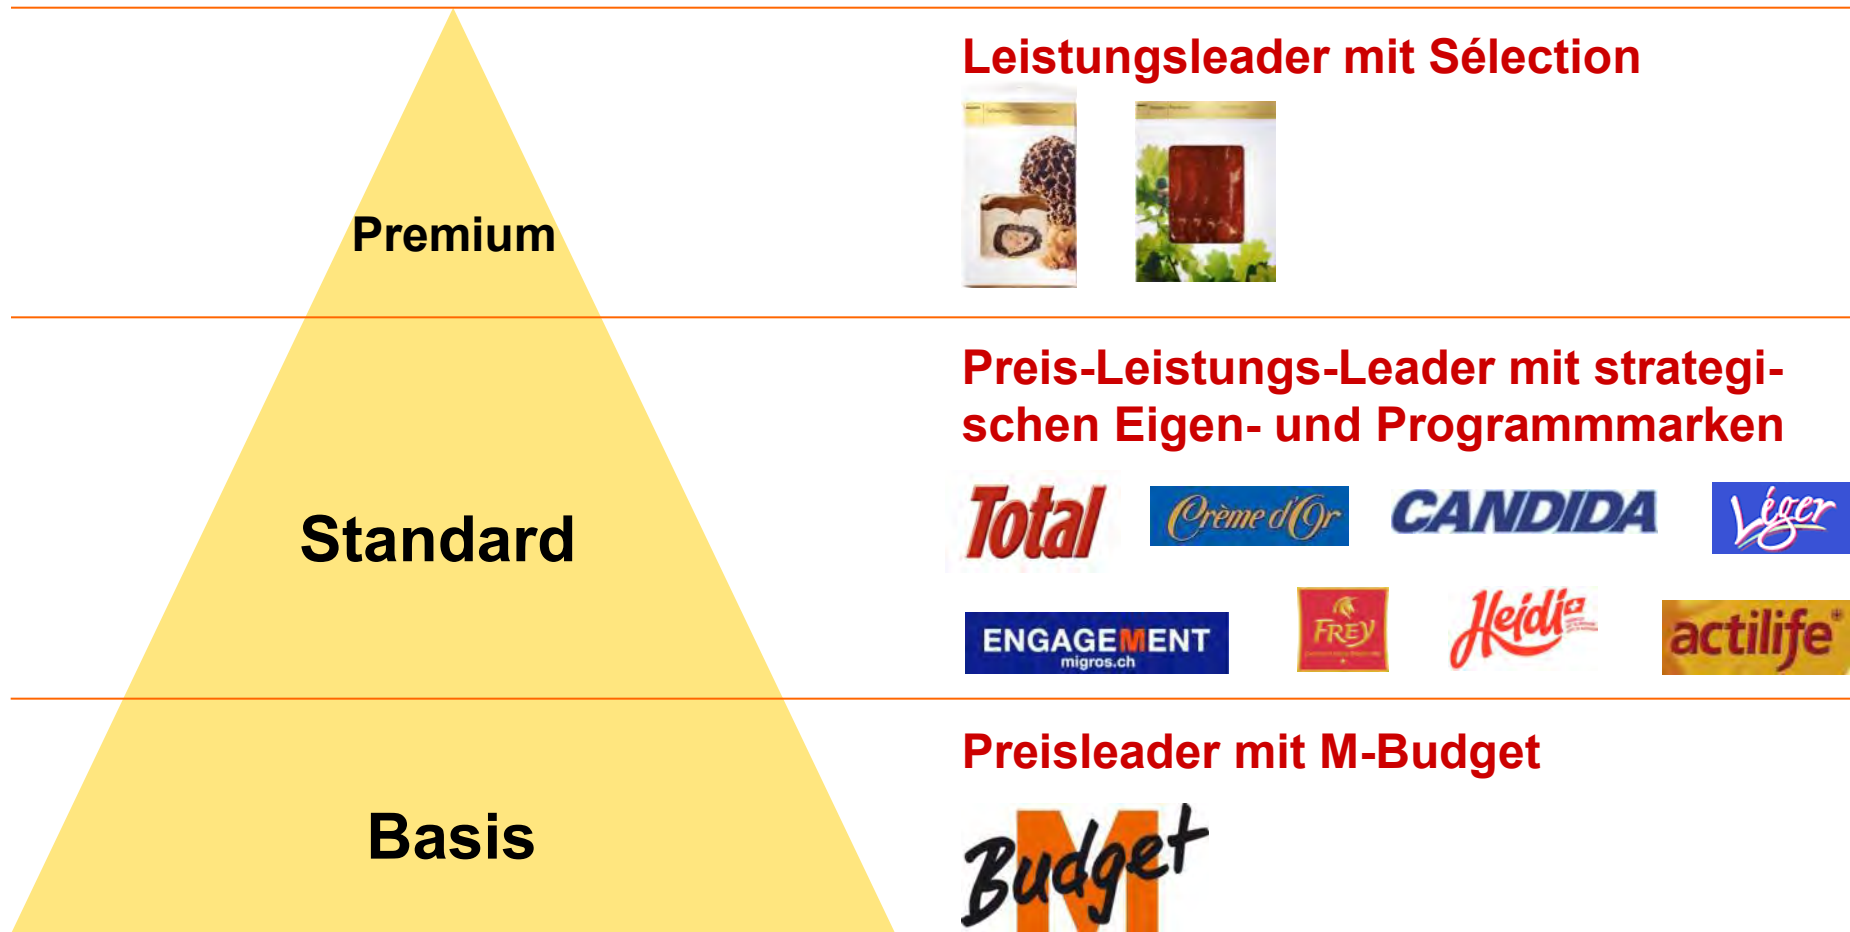 Leistungsleader mit Sélection
Premium
Preis-Leistungs-Leader mit strategi-
schen Eigen- und Programmmarken
Total
Crème d'Or
CANDIDA
Léger
Standard
ENGAGEMENT
migros.ch
FREY
Heidi
actilife
Preisleader mit M-Budget
Basis
M
Budget